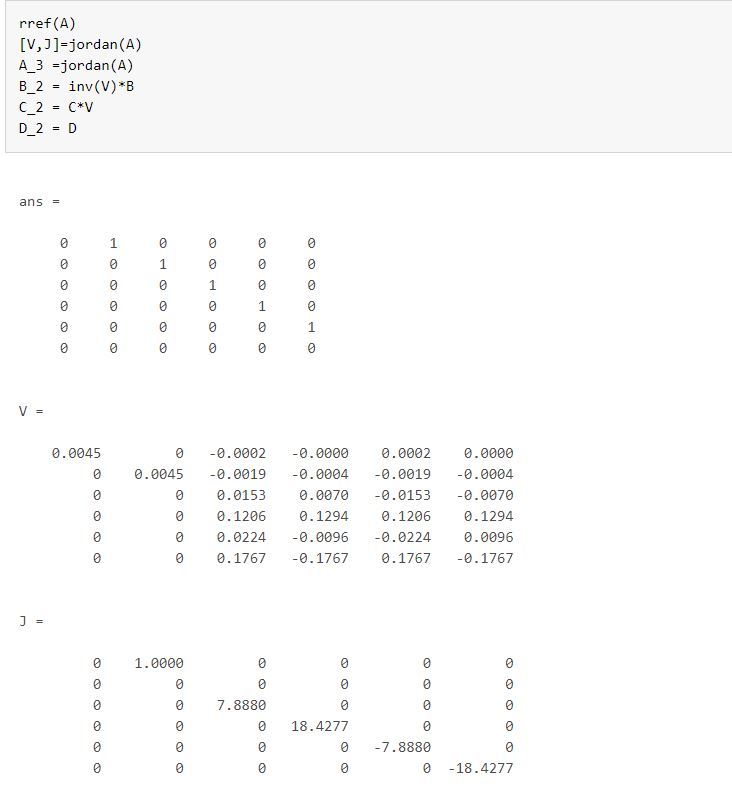 rref(A)
[V,J]=jordan(A)
A_3 =jordan(A)
B_2 = inv(V)*B
C_2 = C*V
D_2 = D
ans =
0 1 0 0 0 0
0 0 1 0 0 0
0 0 0 1 0 0
0 0 0 0 1 0
0 0 0 0 0 1
0 0 0 0 0 0
V =
0.0045 0 -0.0002 -0.0000 0.0002 0.0000
0 0.0045 -0.0019 -0.0004 -0.0019 -0.0004
0 0 0.0153 0.0070 -0.0153 -0.0070
0 0 0.1206 0.1294 0.1206 0.1294
0 0 0.0224 -0.0096 -0.0224 0.0096
0 0 0.1767 -0.1767 0.1767 -0.1767
J =
0 1.0000 0 0 0 0
0 0 0 0 0 0
0 0 7.8880 0 0 0
0 0 0 18.4277 0 0
0 0 0 0 -7.8880 0
0 0 0 0 0 -18.4277